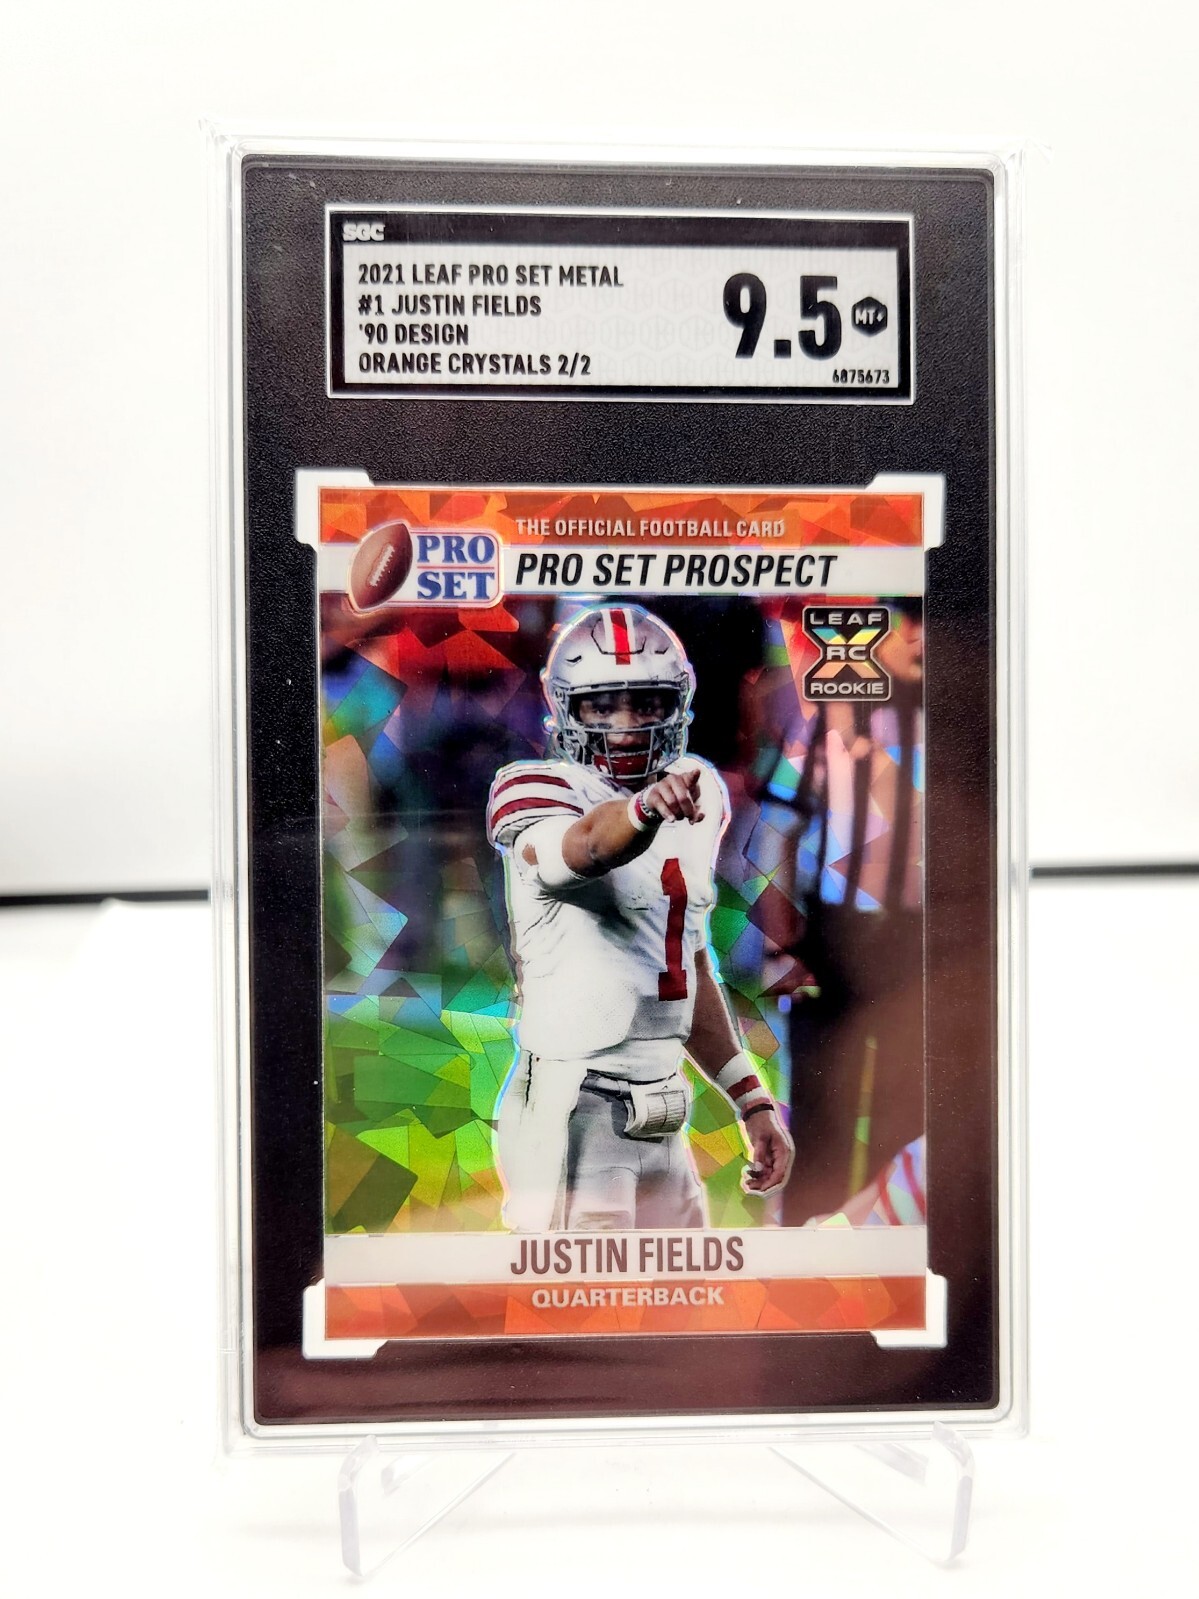 SGC
2021 LEAF PRO SET METAL
#1 JUSTIN FIELDS
'90 DESIGN
ORANGE CRYSTALS 2/2
9.5 MT+
6875673
THE OFFICIAL FOOTBALL CARD
PRO
SET
PRO SET PROSPECT
LEAF
RC
ROOKIE
1
JUSTIN FIELDS
QUARTERBACK